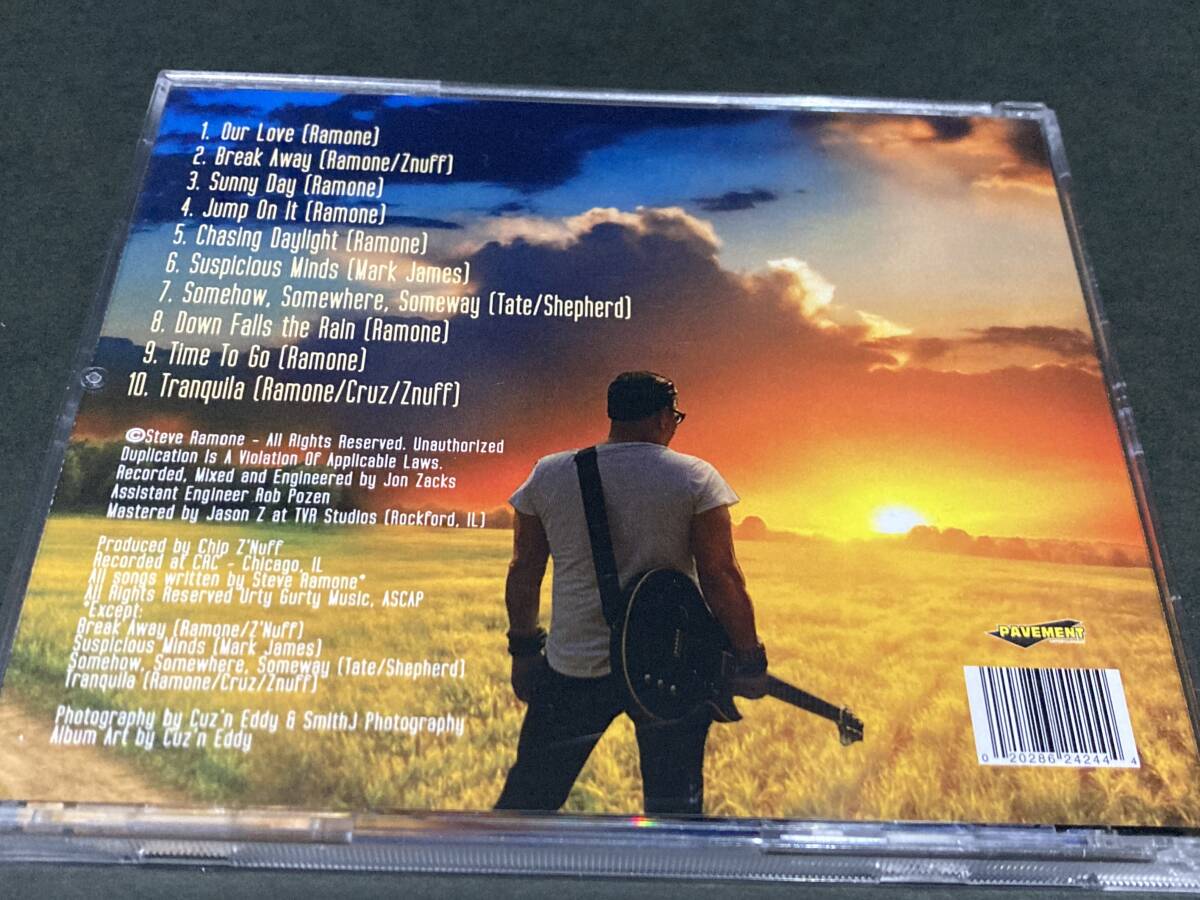 1. Our Love (Ramone)
2. Break Away (Ramone/Znuff)
3. Sunny Day (Ramone)
4. Jump On It (Ramone)
5. Chasing Daylight (Ramone)
6. Suspicious Minds (Mark James)
7. Somehow, Somewhere, Someway (Tate/Shepherd)
8. Down Falls the Rain (Ramone)
9. Time To Go (Ramone)
10. Tranquila (Ramone/Cruz/Znuff)
©Steve Ramone - All Rights Reserved. Unauthorized
Duplication Is A Violation Of Applicable Laws.
Recorded, Mixed and Engineered by Jon Zacks
Assistant Engineer Rob Pozen
Mastered by Jason Z at TVR Studios (Rockford, IL)
Produced by Chip Z'Nuff
Recorded at CRC - Chicago, IL
All songs written by Steve Ramone*
All Rights Reserved Urty Gurty Music, ASCAP
*Except:
Break Away (Ramone/Z'Nuff)
Suspicious Minds (Mark James)
Somehow, Somewhere, Someway (Tate/Shepherd)
Tranquila (Ramone/Cruz/Znuff)
Photography by Cuz'n Eddy & SmithJ Photography
Album Art by Cuz'n Eddy
PAVEMENT
0 20286 24244 4